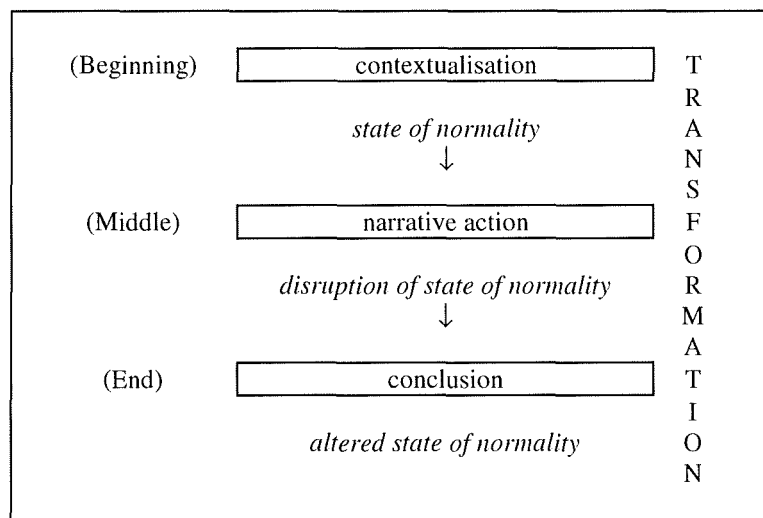 (Beginning) contextualisation
state of normality
↓
(Middle) narrative action
disruption of state of normality
↓
(End) conclusion
altered state of normality
TRANSFORMATION